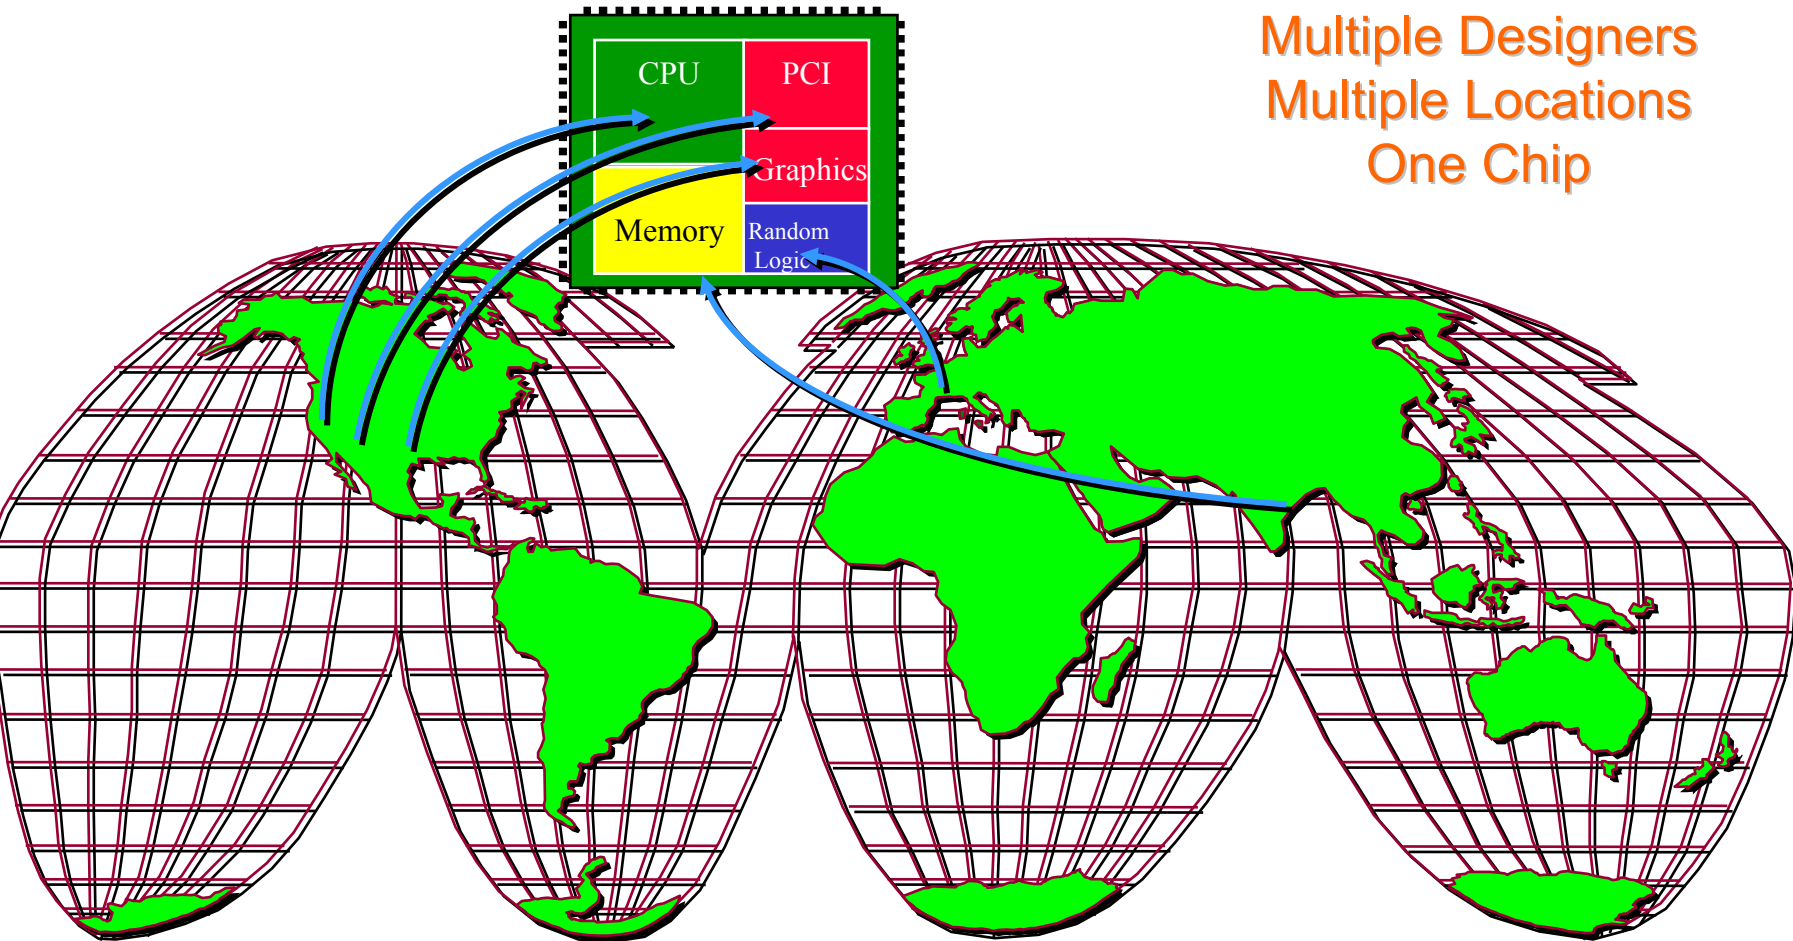 Multiple Designers
Multiple Locations
One Chip
CPU
PCI
Graphics
Memory
Random
Logic